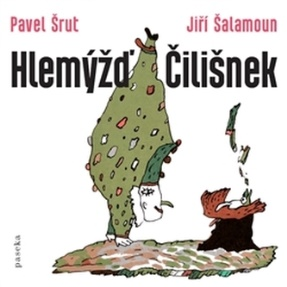 Pavel Šrut Jiří Šalamoun
Hlemýžď Čilišnek
paseka